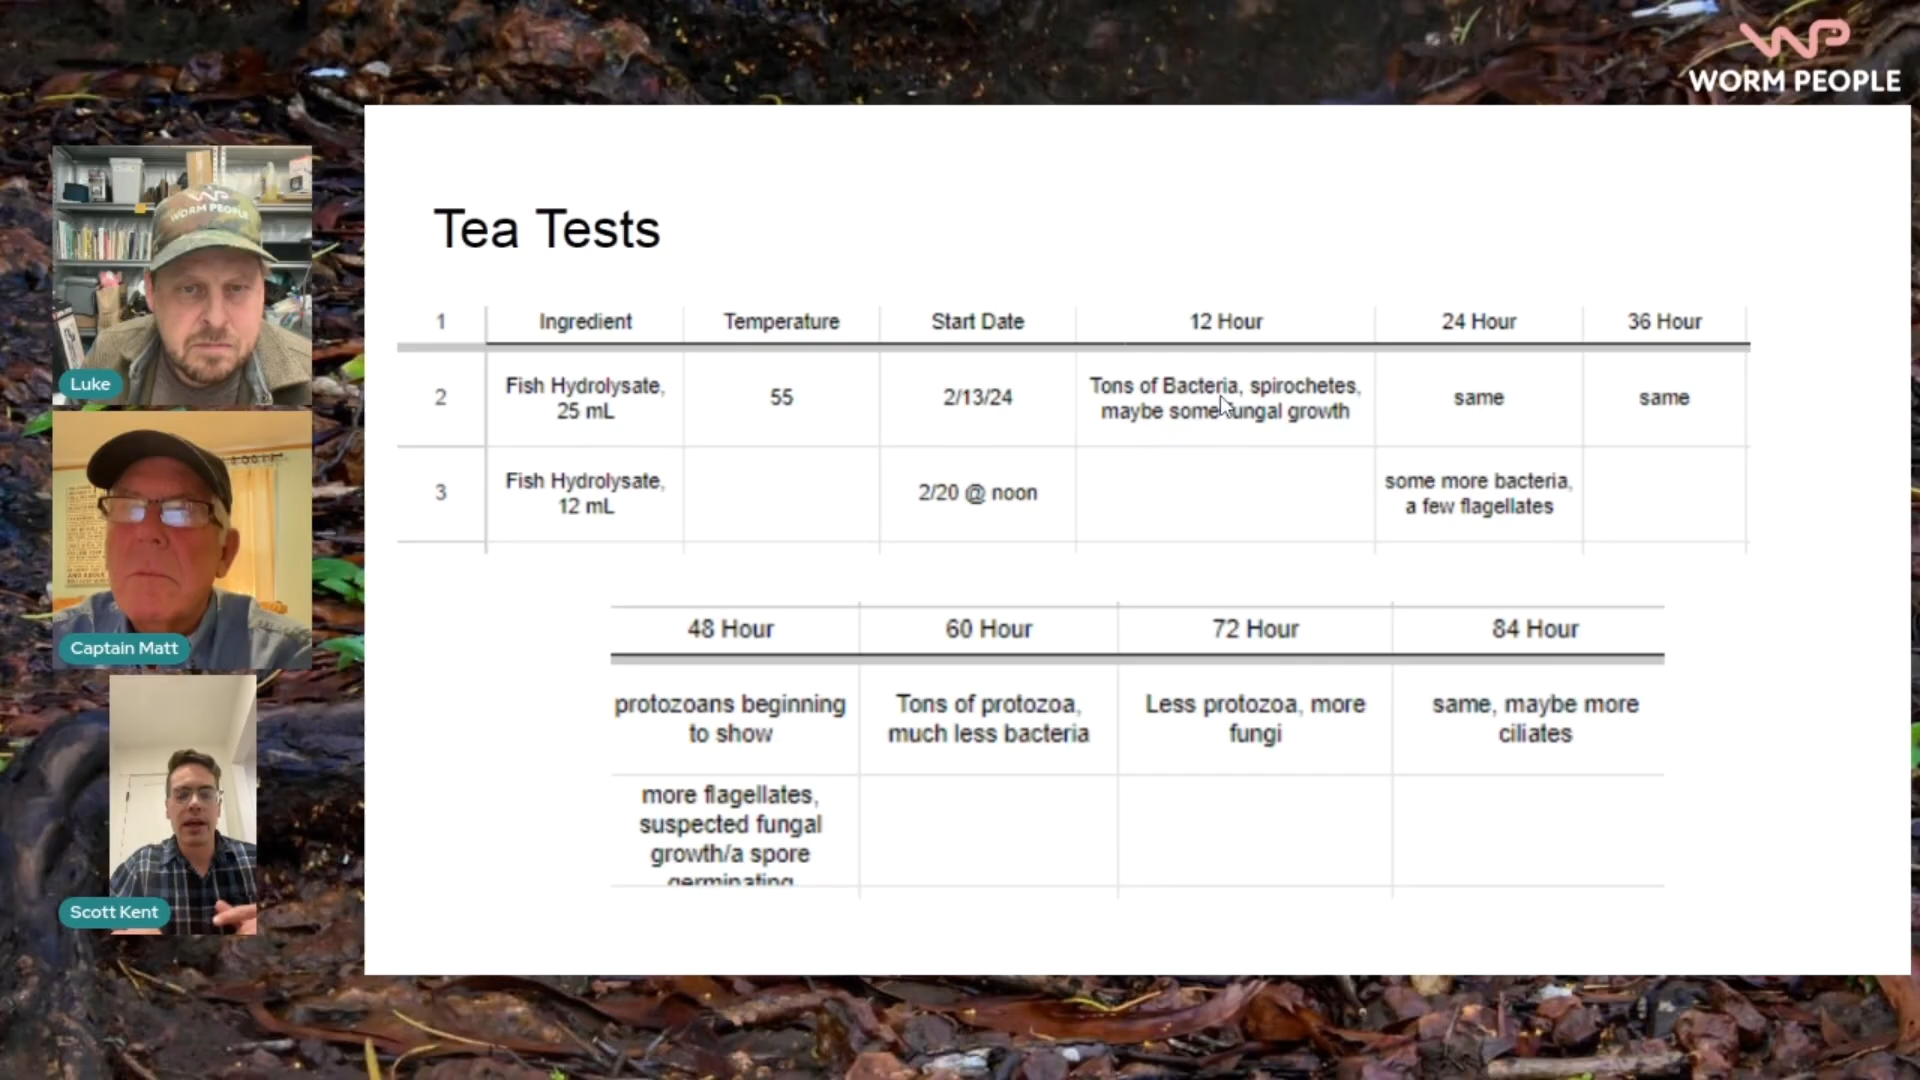 WP
WORM PEOPLE
WORM PEOPLE
Luke
Captain Matt
Scott Kent
Tea Tests
1 Ingredient Temperature Start Date 12 Hour 24 Hour 36 Hour
2 Fish Hydrolysate, 25 mL 55 2/13/24 Tons of Bacteria, spirochetes, maybe some fungal growth same same
3 Fish Hydrolysate, 12 mL 2/20 @ noon some more bacteria, a few flagellates
48 Hour 60 Hour 72 Hour 84 Hour
protozoans beginning to show Tons of protozoa, much less bacteria Less protozoa, more fungi same, maybe more ciliates
more flagellates,
suspected fungal
growth/a spore
germinating